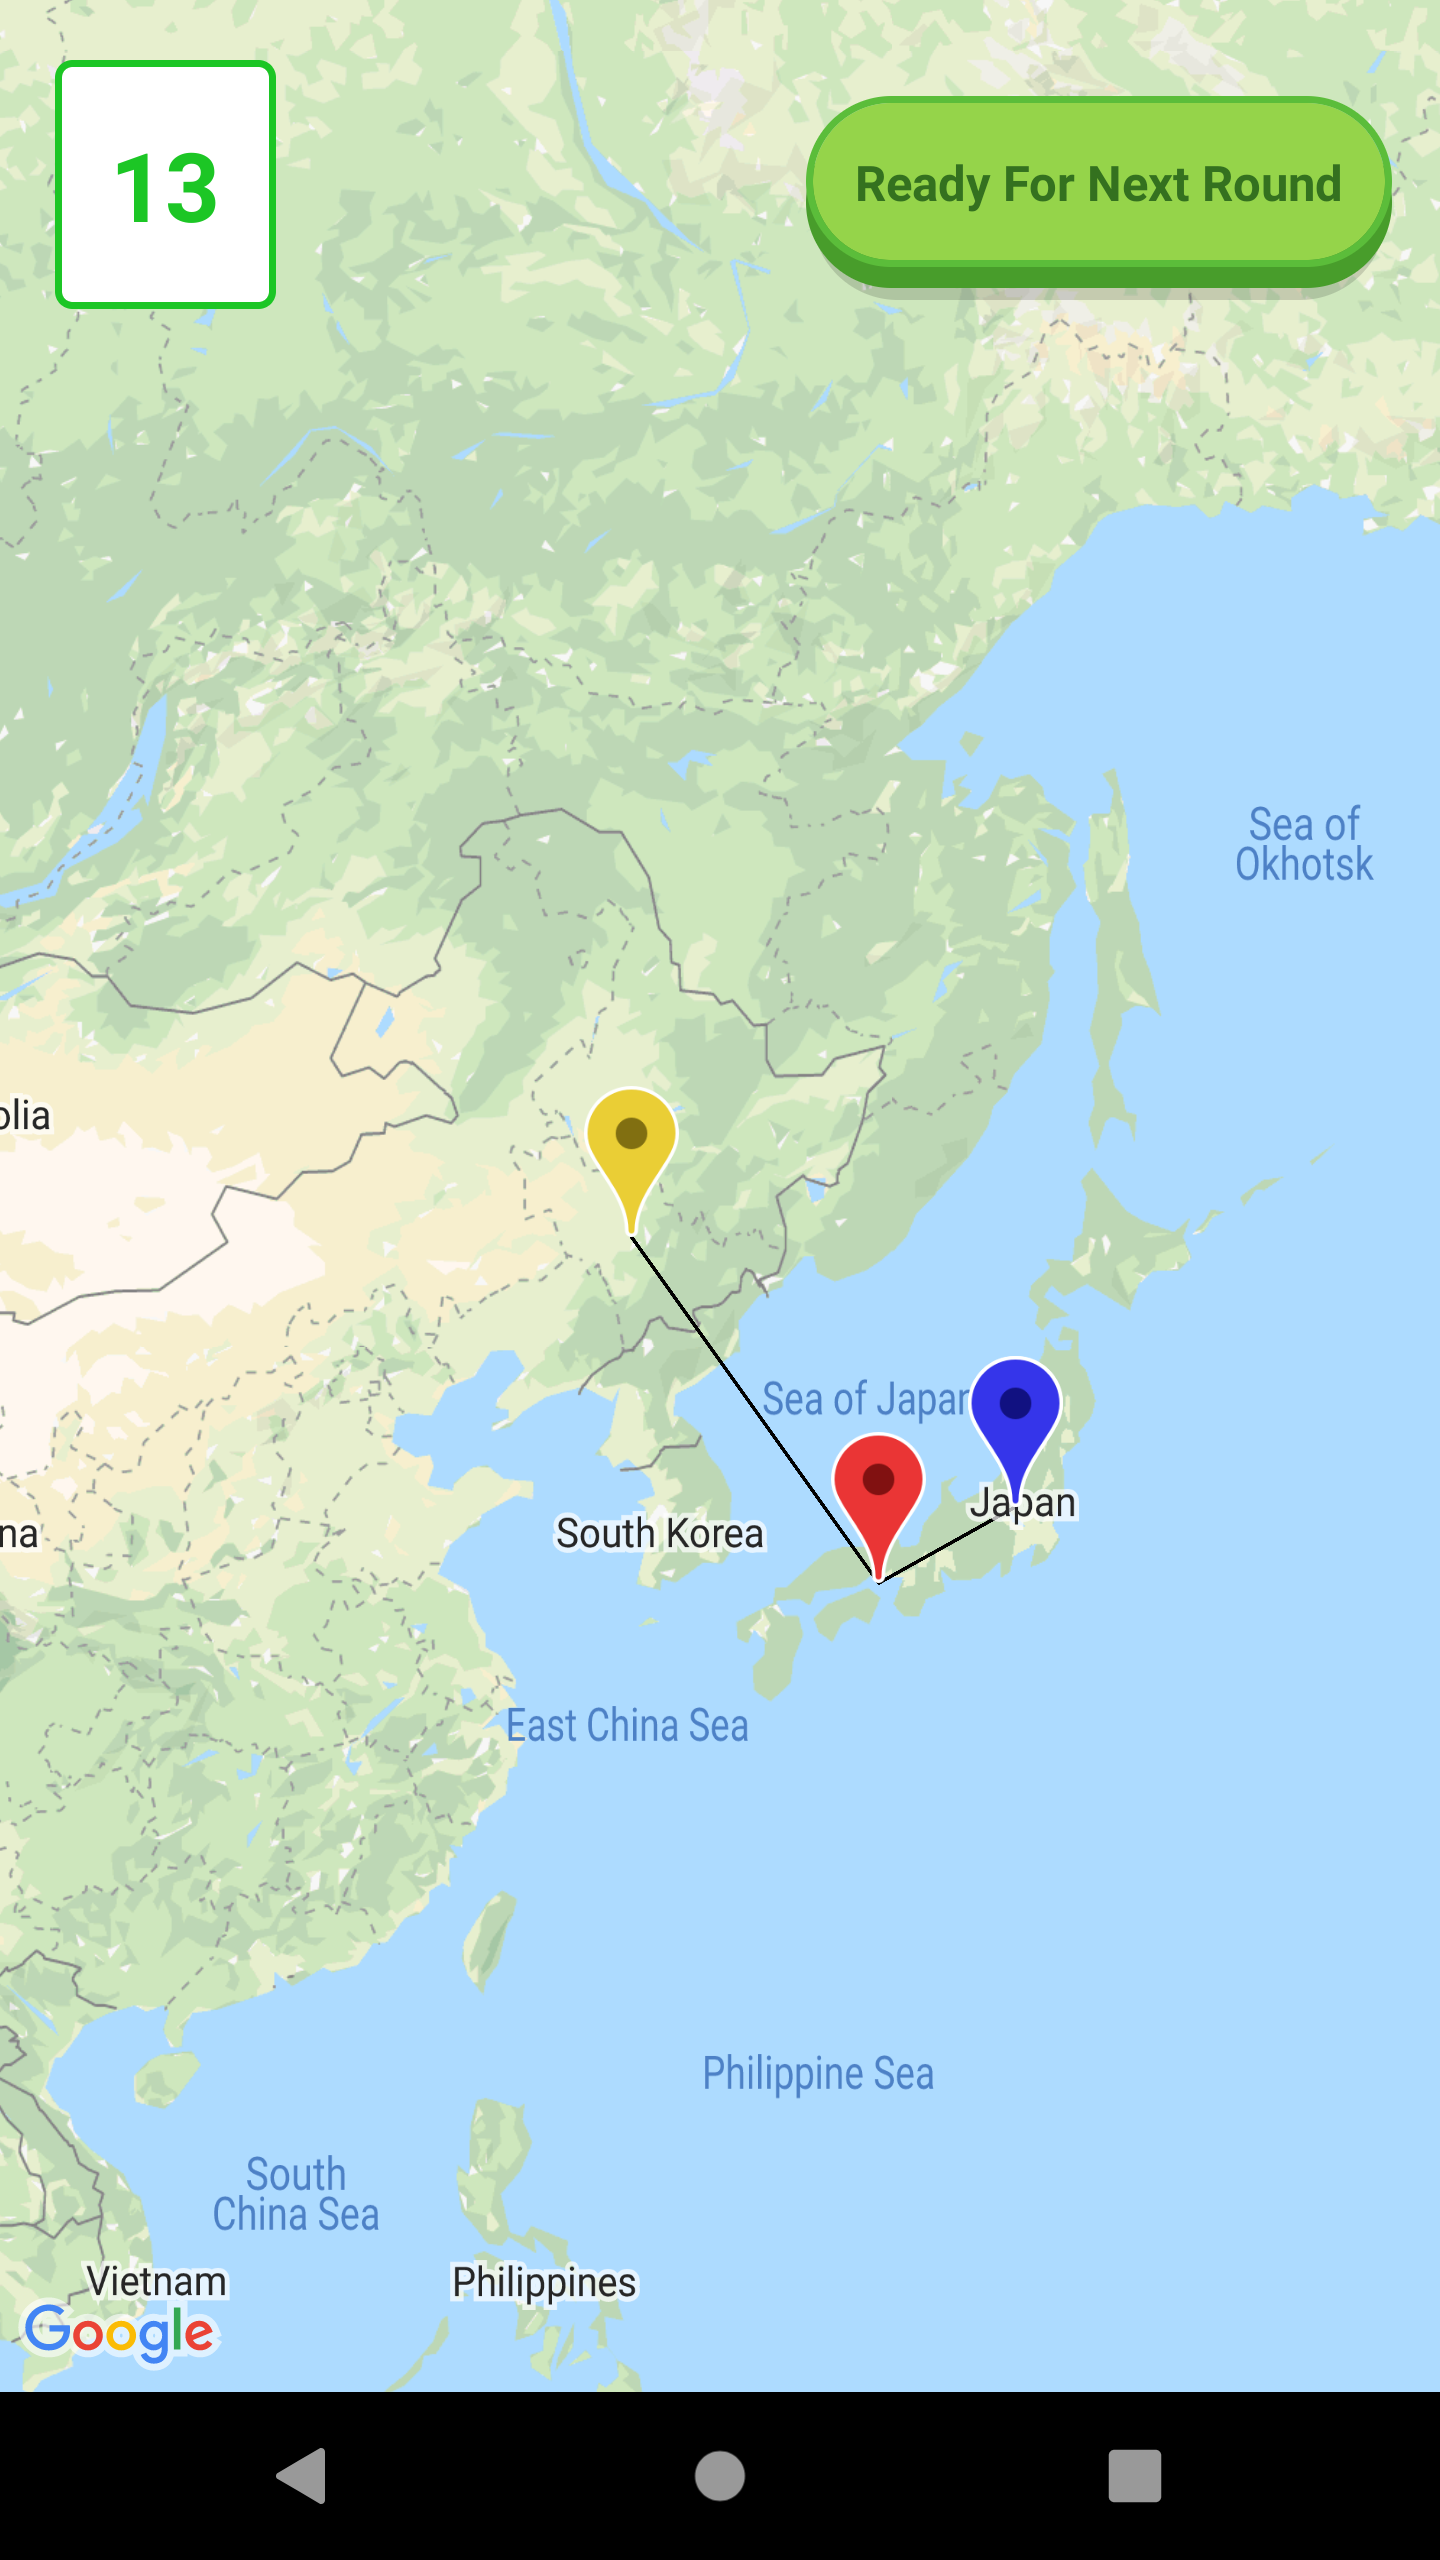 13
Ready For Next Round
Sea of
Okhotsk
olia
Sea of Japan
Japan
na
South Korea
East China Sea
Philippine Sea
South
China Sea
Vietnam
Philippines
Google